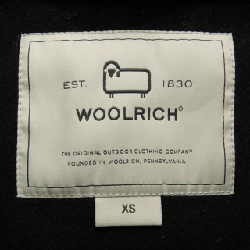 EST. 1830
WOOLRICH®
THE ORIGINAL OUTDOOR CLOTHING COMPANY
FOUNDED IN WOOLRICH, PENNSYLVANIA
XS